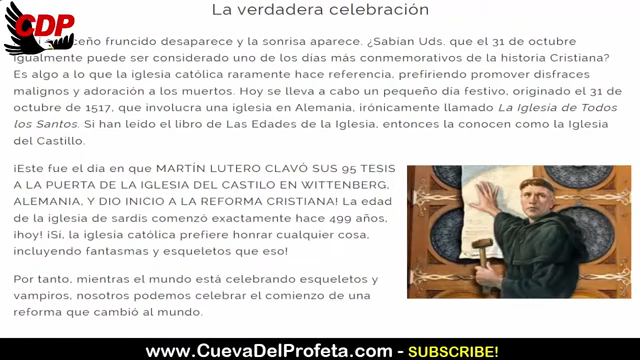 La verdadera celebración
CDP
ceño fruncido desaparece y la sonrisa aparece. ¿Sabían Uds. que el 31 de octubre
igualmente puede ser considerado uno de los días más conmemorativos de la historia Cristiana?
Es algo a lo que la iglesia católica raramente hace referencia, prefiriendo promover disfraces
malignos y adoración a los muertos. Hoy se lleva a cabo un pequeño día festivo, originado el 31 de
octubre de 1517, que involucra una iglesia en Alemania, irónicamente llamado La Iglesia de Todos
los Santos. Si han leído el libro de Las Edades de la Iglesia, entonces la conocen como la Iglesia
del Castillo.
¡Este fue el día en que MARTÍN LUTERO CLAVÓ SUS 95 TESIS
A LA PUERTA DE LA IGLESIA DEL CASTILO EN WITTENBERG,
ALEMANIA, Y DIO INICIO A LA REFORMA CRISTIANA! La edad
de la iglesia de sardis comenzó exactamente hace 499 años,
¡hoy! ¡Sí, la iglesia católica prefiere honrar cualquier cosa,
incluyendo fantasmas y esqueletos que eso!
Por tanto, mientras el mundo está celebrando esqueletos y
vampiros, nosotros podemos celebrar el comienzo de una
reforma que cambió al mundo.
www.CuevaDelProfeta.com - SUBSCRIBE!